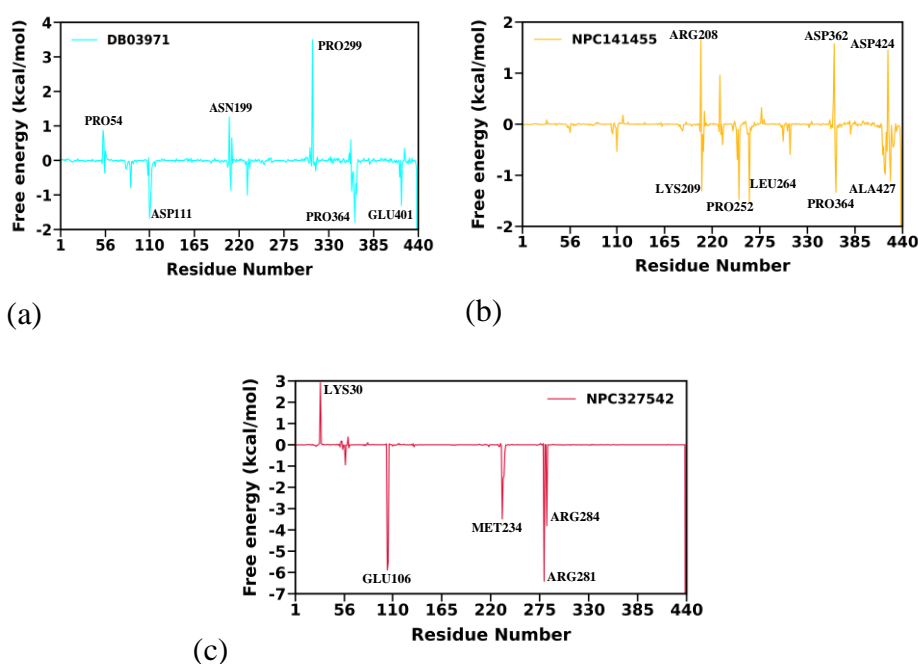 4
3
2
1
0
-1
-2
Free energy (kcal/mol)
DB03971
PRO54
ASN199
PRO299
ASP111
PRO364
GLU401
1 56 110 165 220 275 330 385 440
Residue Number
(a)
2
1
0
-1
-2
Free energy (kcal/mol)
NPC141455
ARG208
ASP362
ASP424
LYS209
PRO252
LEU264
PRO364
ALA427
1 56 110 165 220 275 330 385 440
Residue Number
(b)
3
2
1
0
-1
-2
-3
-4
-5
-6
-7
Free energy (kcal/mol)
NPC327542
LYS30
GLU106
MET234
ARG284
ARG281
1 56 110 165 220 275 330 385 440
Residue Number
(c)